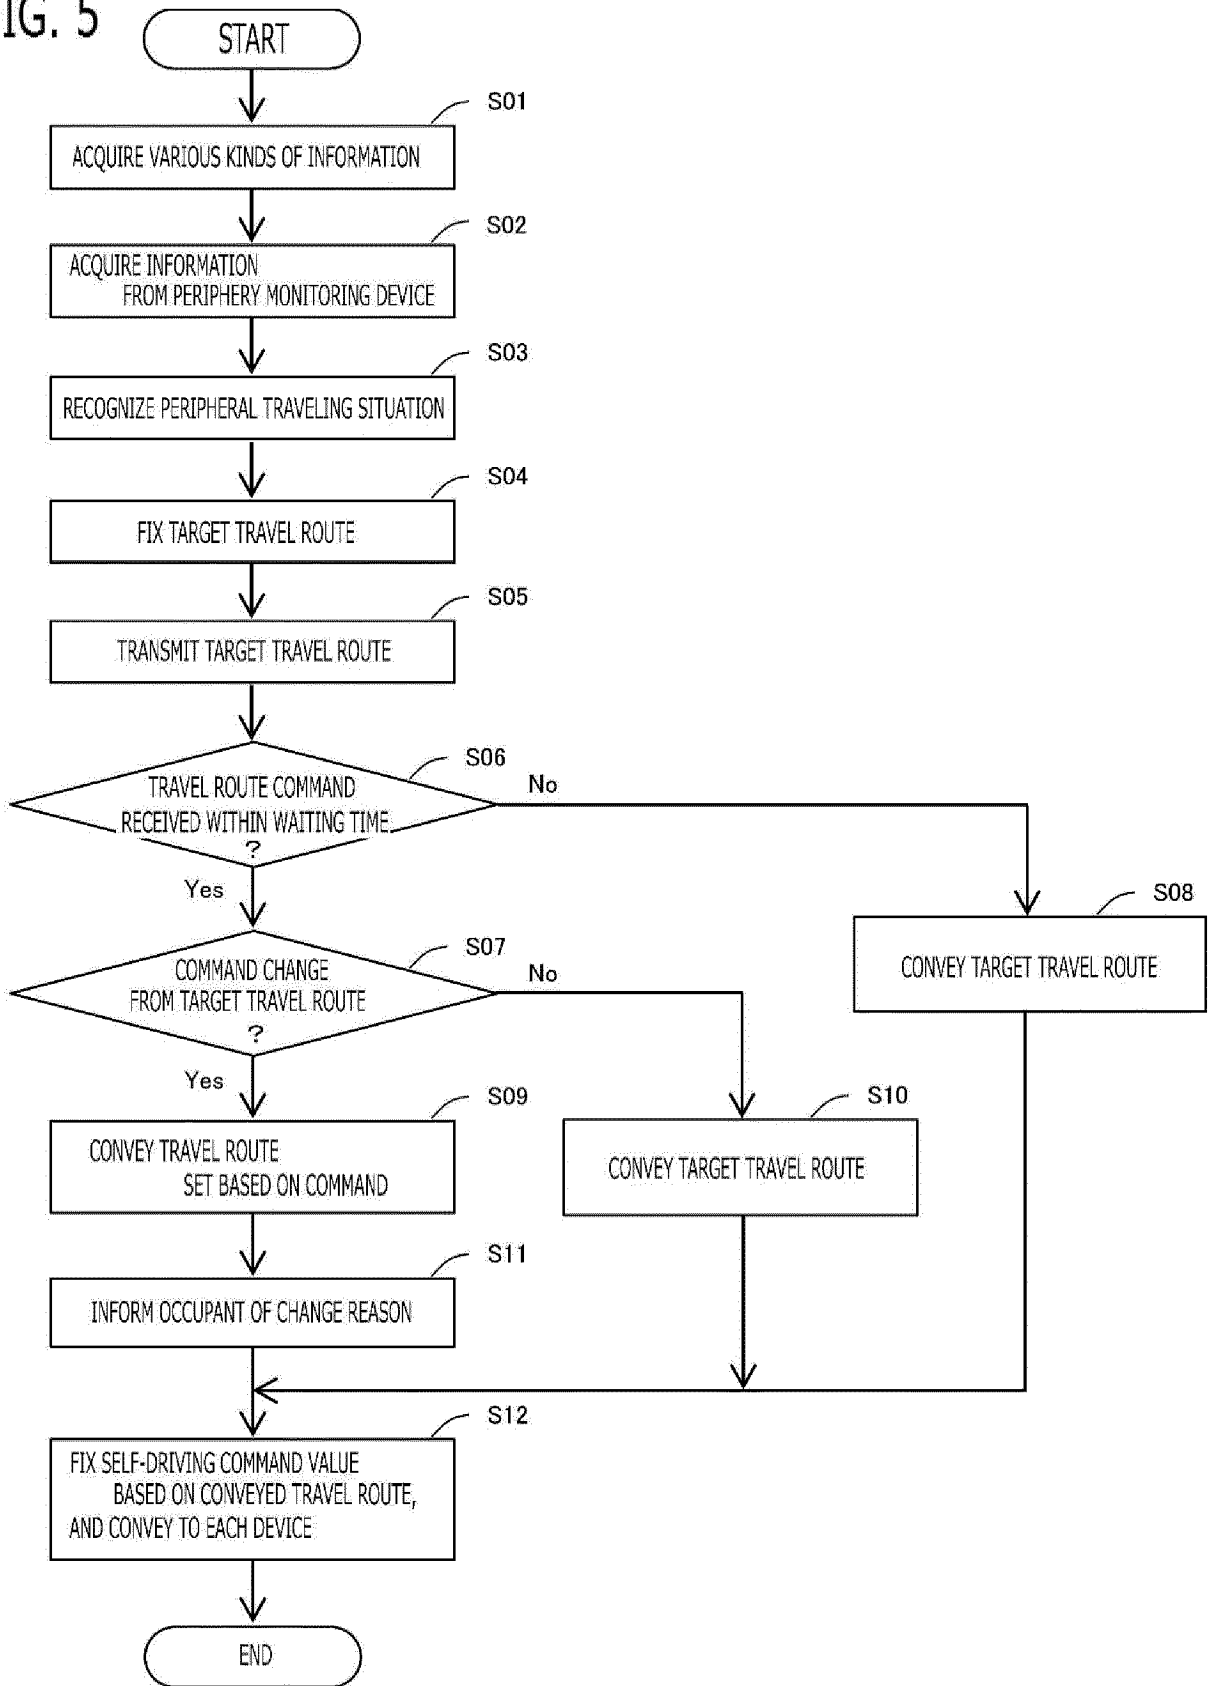 IG. 5
START
S01
ACQUIRE VARIOUS KINDS OF INFORMATION
S02
ACQUIRE INFORMATION
FROM PERIPHERY MONITORING DEVICE
S03
RECOGNIZE PERIPHERAL TRAVELING SITUATION
S04
FIX TARGET TRAVEL ROUTE
S05
TRANSMIT TARGET TRAVEL ROUTE
S06
TRAVEL ROUTE COMMAND
RECEIVED WITHIN WAITING TIME
?
No
Yes
S08
CONVEY TARGET TRAVEL ROUTE
S07
COMMAND CHANGE
FROM TARGET TRAVEL ROUTE
?
No
Yes
S09
CONVEY TRAVEL ROUTE
SET BASED ON COMMAND
S10
CONVEY TARGET TRAVEL ROUTE
S11
INFORM OCCUPANT OF CHANGE REASON
S12
FIX SELF-DRIVING COMMAND VALUE
BASED ON CONVEYED TRAVEL ROUTE,
AND CONVEY TO EACH DEVICE
END